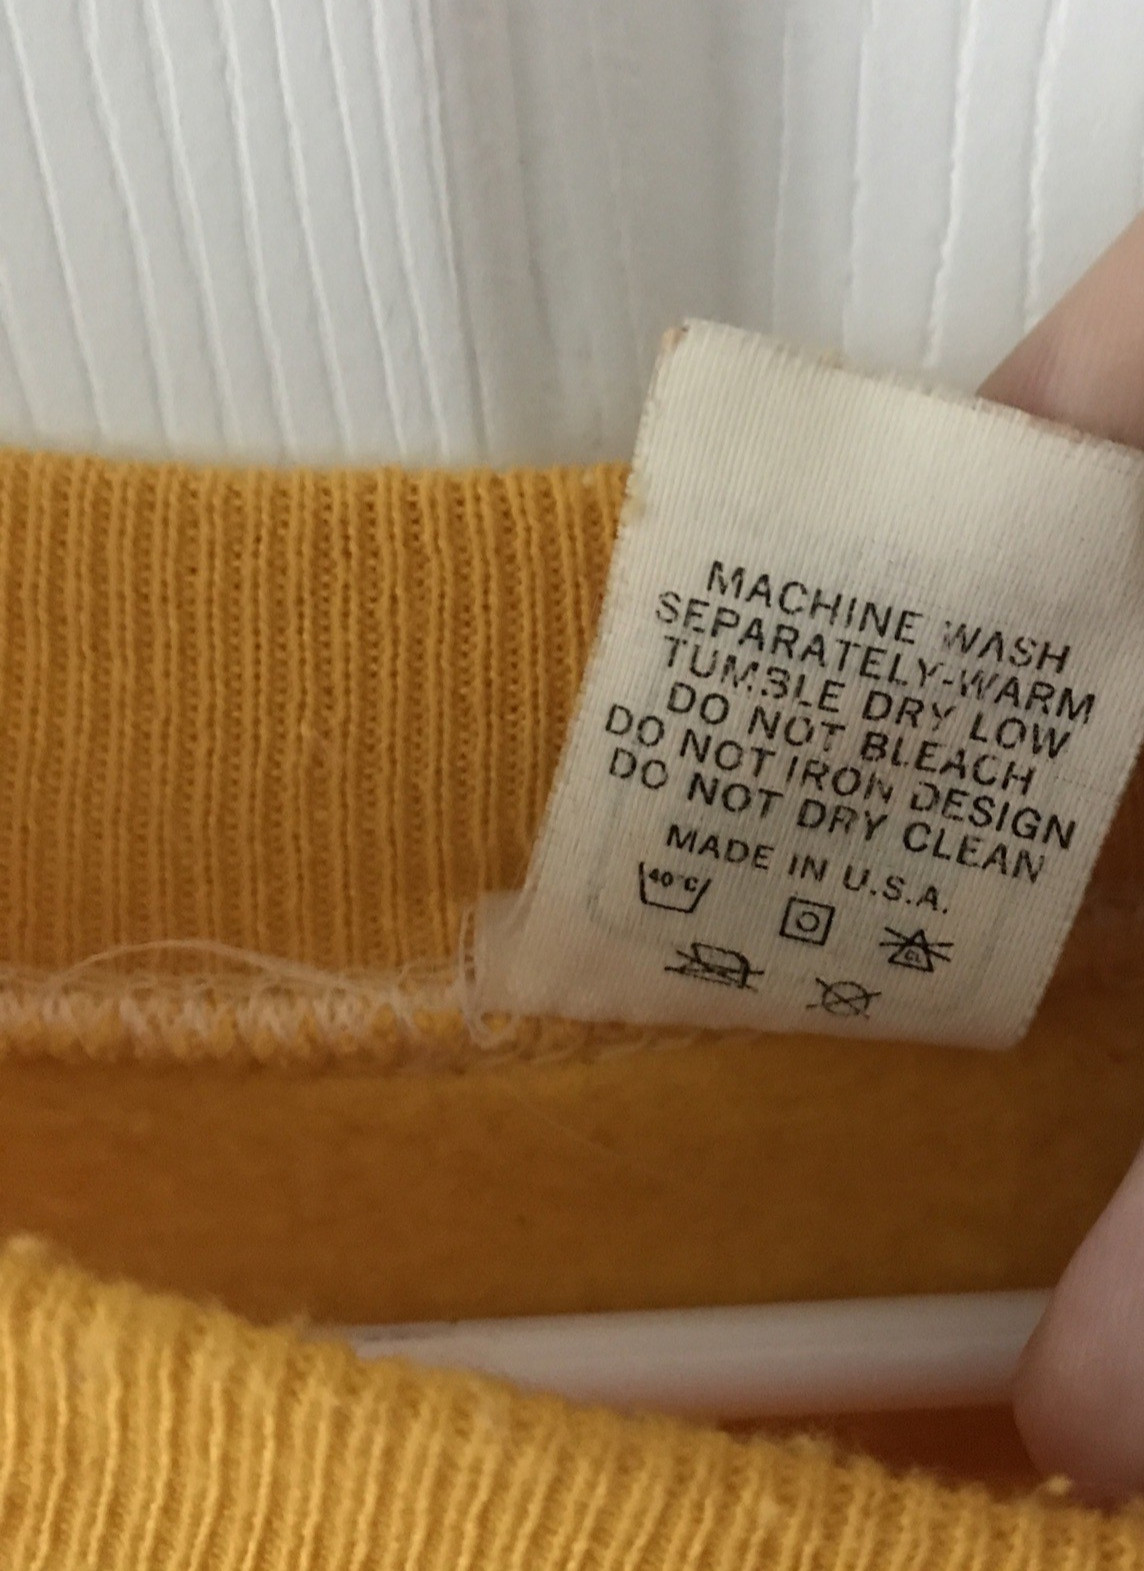 MACHINE WASH
SEPARATELY-WARM
TUMBLE DRY LOW
DO NOT BLEACH
DO NOT IRON DESIGN
DO NOT DRY CLEAN
MADE IN U.S.A.
40°C
CL